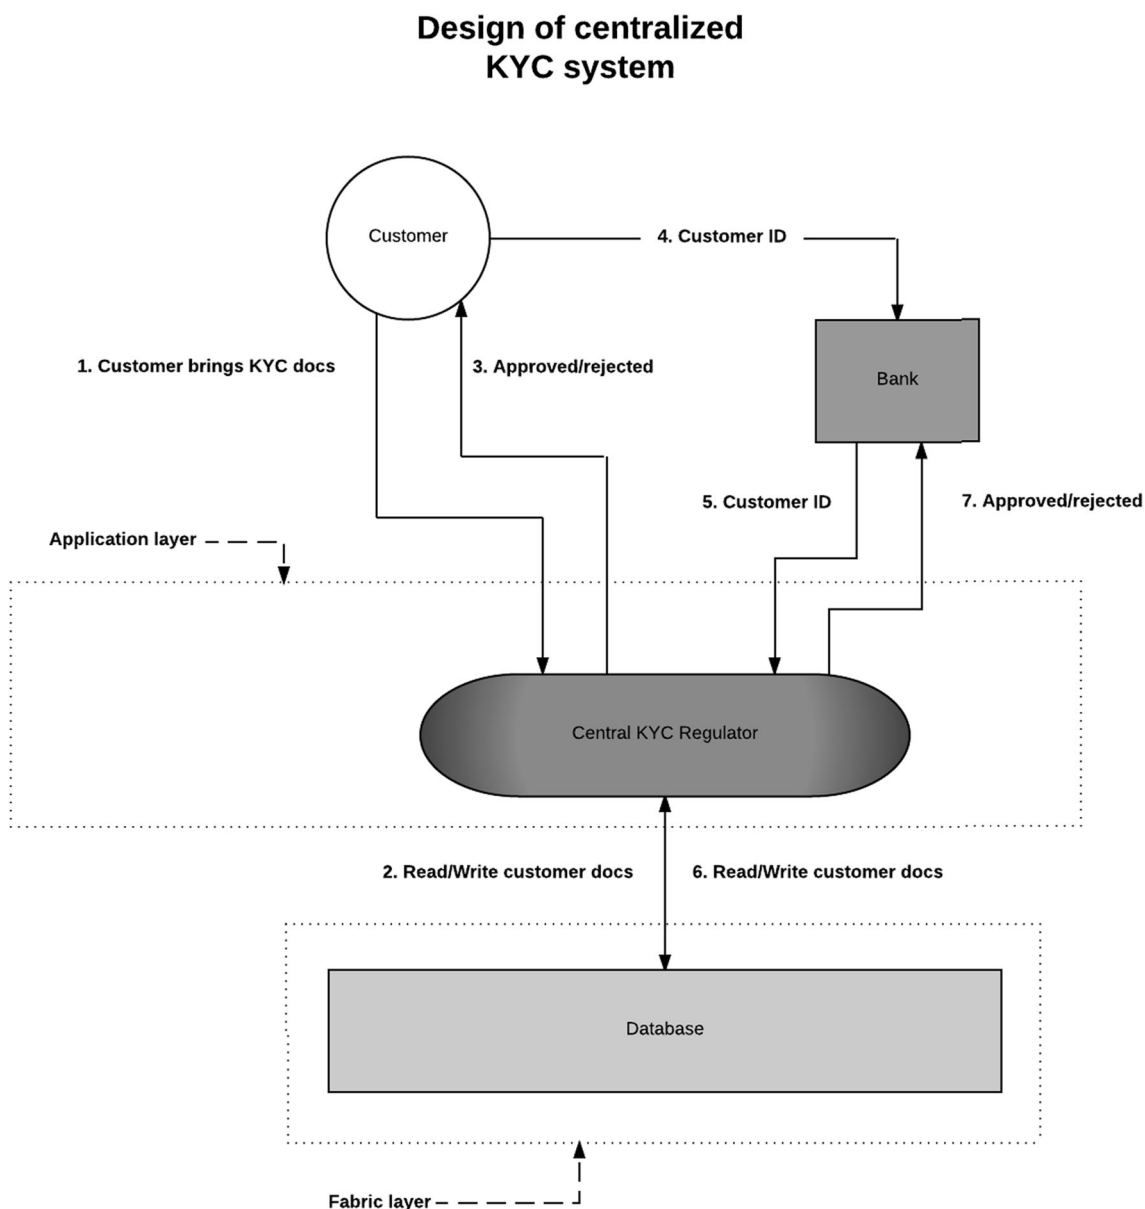 Design of centralized
KYC system
Customer
4. Customer ID
1. Customer brings KYC docs
3. Approved/rejected
Bank
5. Customer ID
7. Approved/rejected
Application layer
Central KYC Regulator
2. Read/Write customer docs
6. Read/Write customer docs
Database
Fabric layer